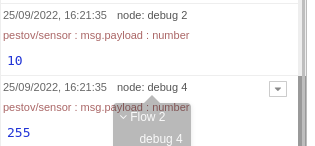 25/09/2022, 16:21:35 node: debug 2
pestov/sensor : msg.payload : number
10
25/09/2022, 16:21:35 node: debug 4
pestov/sensor : msg.payload : number
255
Flow 2
debug 4